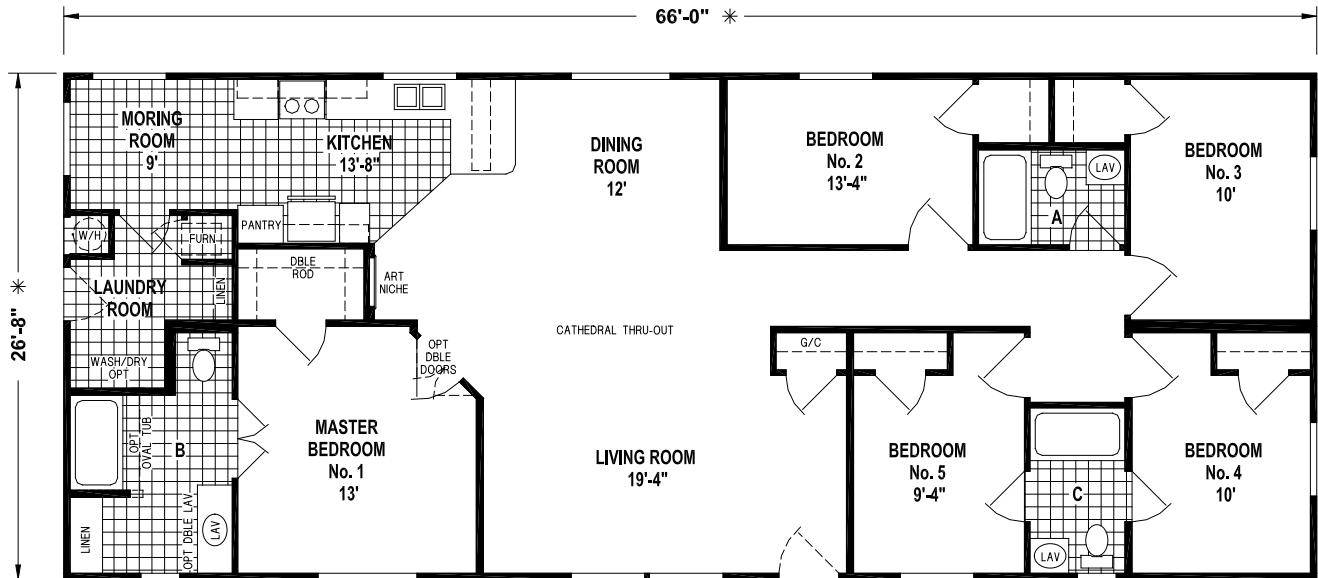 66'-0" ✳
26'-8" ✳
MORING
ROOM
9'
KITCHEN
13'-8"
DINING
ROOM
12'
BEDROOM
No. 2
13'-4"
BEDROOM
No. 3
10'
LAV
A
W/H
FURN
PANTRY
DBLE
ROD
ART
NICHE
LAUNDRY
ROOM
LINEN
WASH/DRY
OPT
CATHEDRAL THRU-OUT
OPT
DBLE
DOORS
G/C
OPT
OVAL TUB
B
MASTER
BEDROOM
No. 1
13'
LIVING ROOM
19'-4"
BEDROOM
No. 5
9'-4"
BEDROOM
No. 4
10'
C
LINEN
OPT DBLE LAV
LAV
LAV